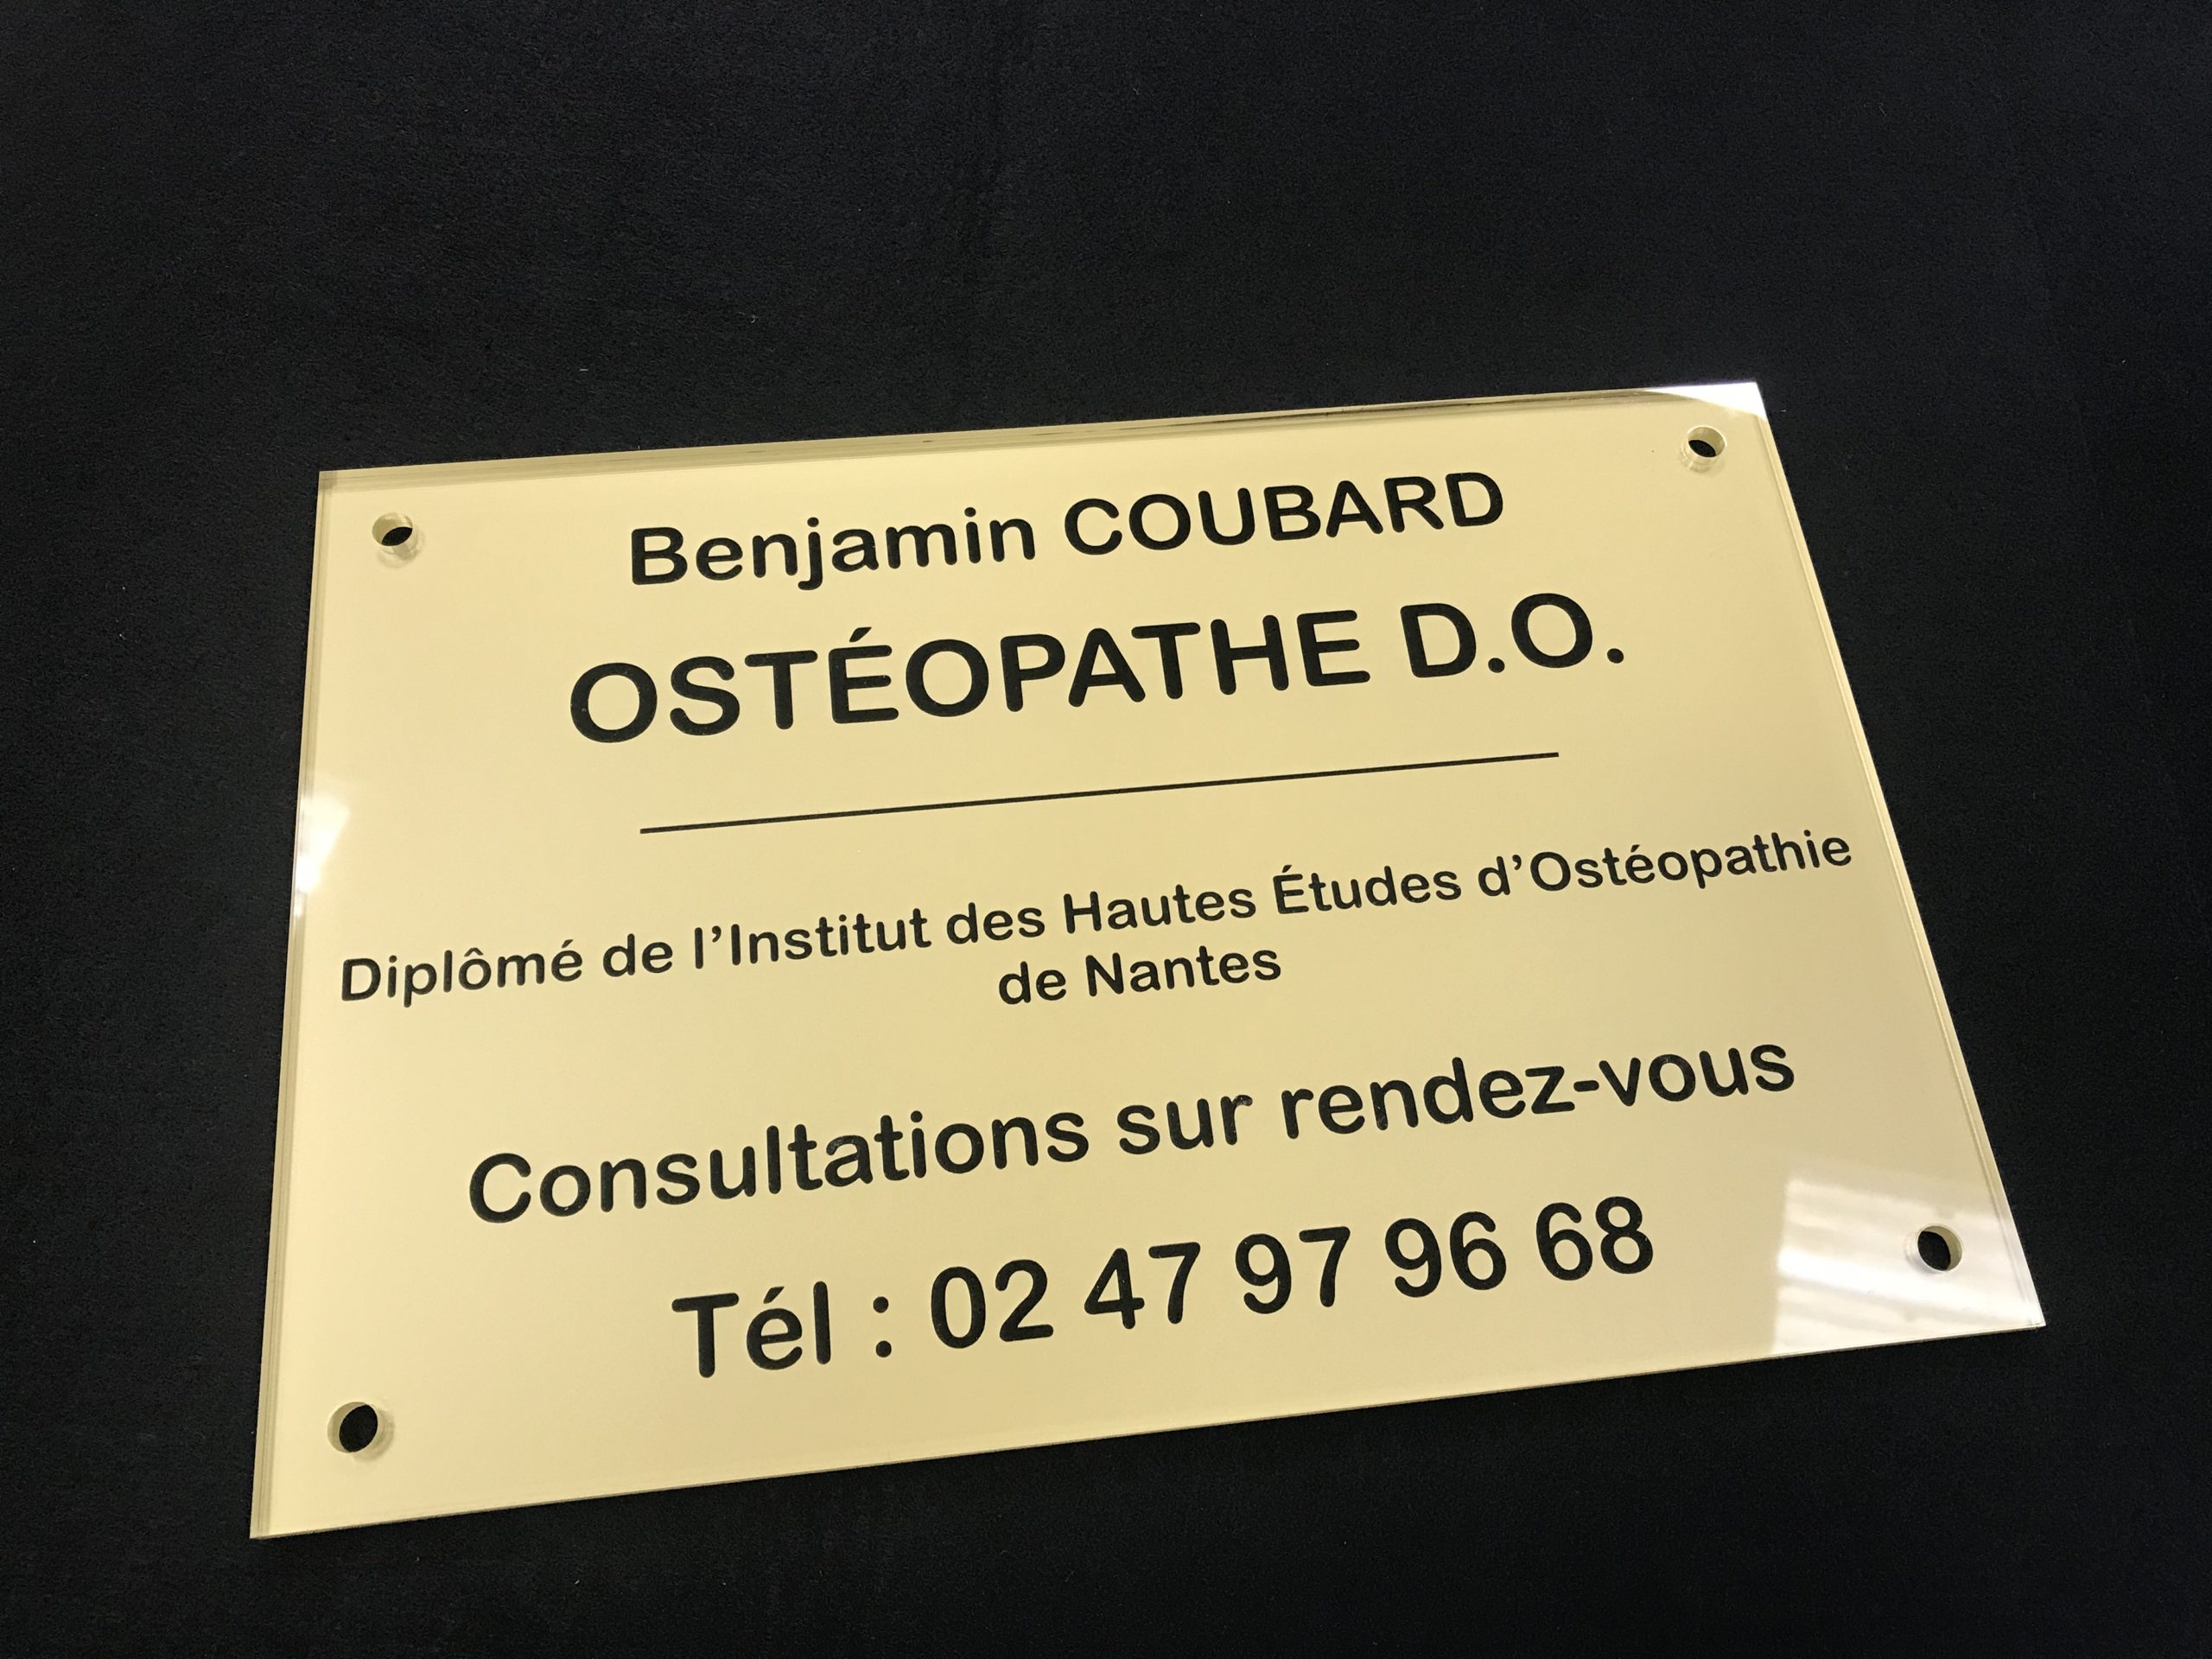 Benjamin COUBARD
OSTÉOPATHE D.O.
Diplômé de l’Institut des Hautes Études d’Ostéopathie
de Nantes
Consultations sur rendez-vous
Tél : 02 47 97 96 68